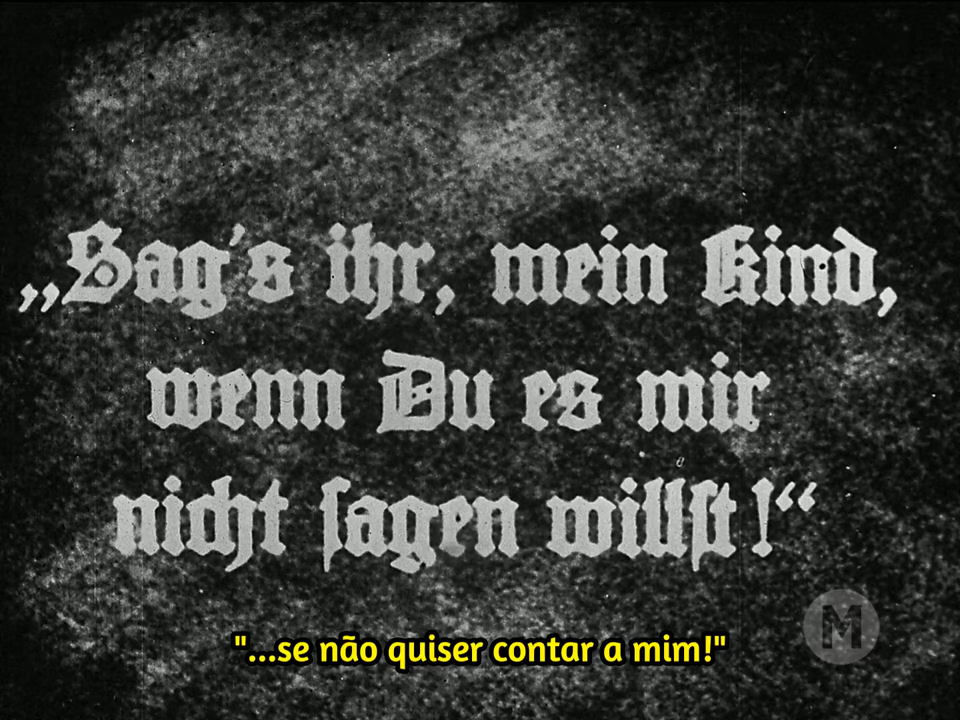 „Sag's ihr, mein Kind,
wenn Du es mir
nicht ſagen willſt!“
"...se não quiser contar a mim!"
M